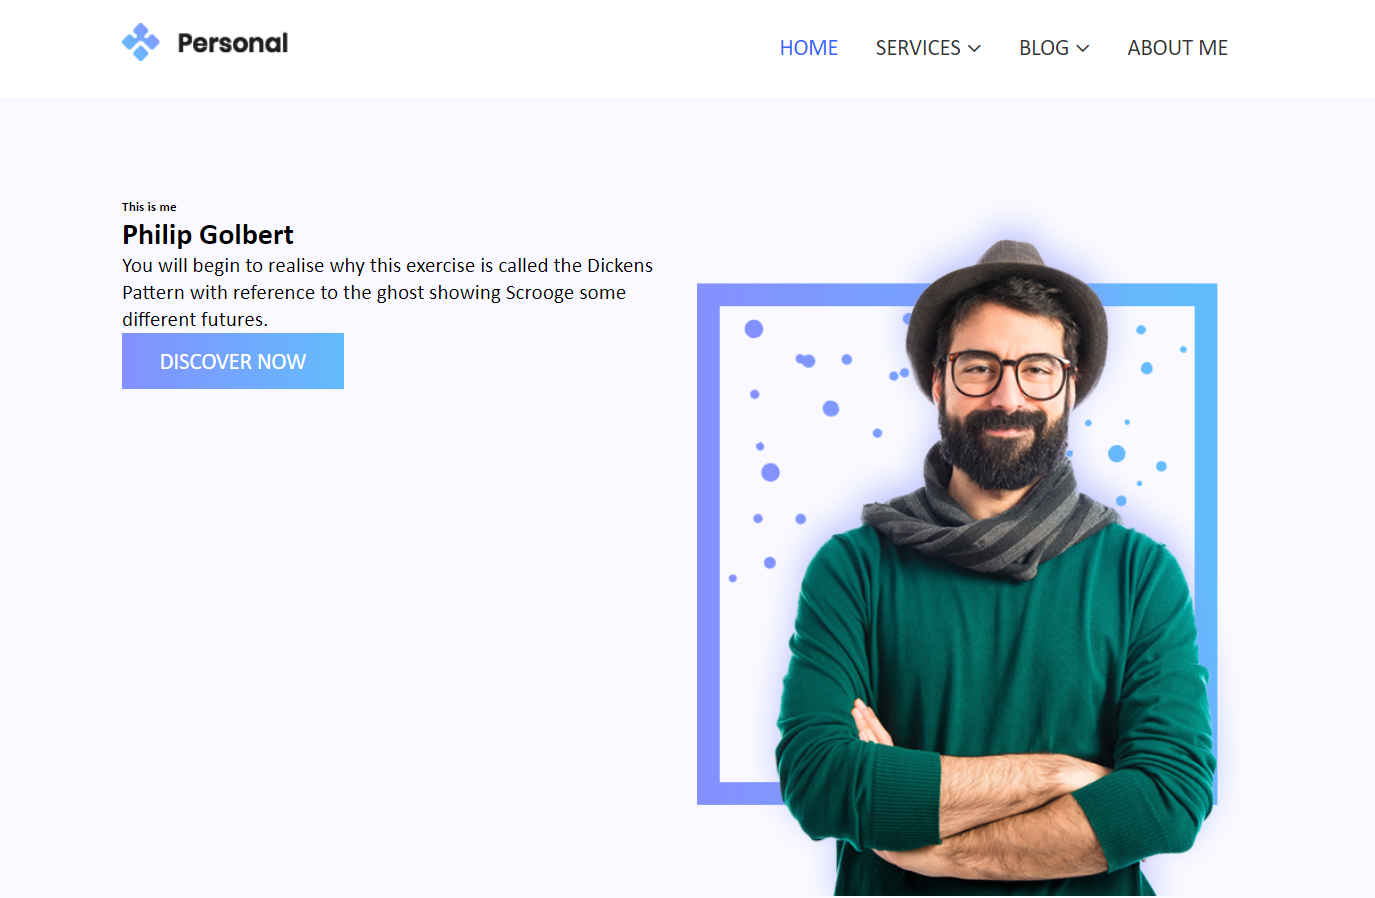 Personal
HOME SERVICES BLOG ABOUT ME
This is me
Philip Golbert
You will begin to realise why this exercise is called the Dickens
Pattern with reference to the ghost showing Scrooge some
different futures.
DISCOVER NOW